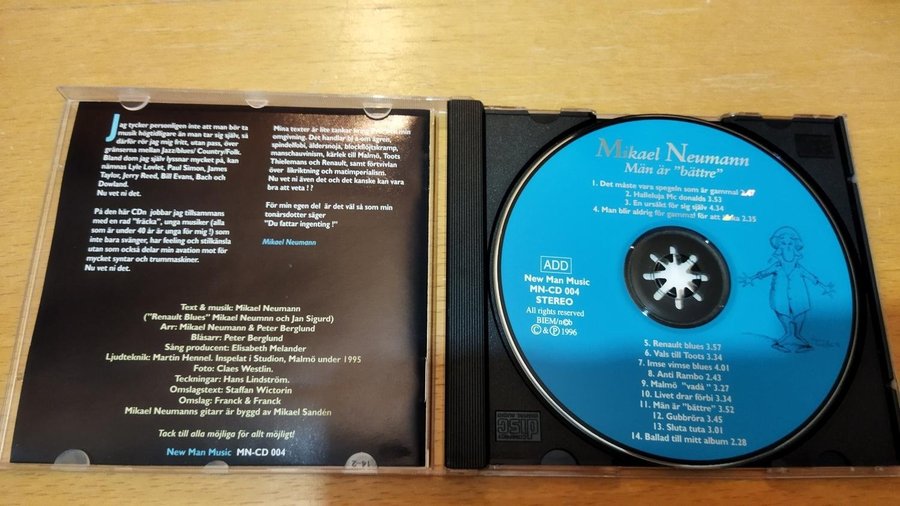 Jag tycker personligen inte att man bör ta
musik högtidligare än man tar sig själv, så
därför rör jag mig fritt, utan pass, över
gränserna mellan Jazz/blues/ Country/Folk.
Bland dom jag själv lyssnar mycket på, kan
nämnas Lyle Lovlet, Paul Simon, James
Taylor, Jerry Reed, Bill Evans, Bach och
Dowland.
Nu vet ni det.
På den här CDn jobbar jag tillsammans
med en rad "fräcka", unga musiker (alla
som är under 40 år är unga för mig !) som
inte bara svänger, har feeling och stilkänsla
utan som också delar min avation mot för
mycket syntar och trummaskiner.
Nu vet ni det.
Mina texter är lite tankar kring min
omgivning. Det handlar bl a om ågren,
spindelfobi, åldersnoja, blockflöjtskramp,
manschauvinism, kärlek till Malmö, Toots
Thielemans och Renault, samt förtvivlan
över likriktning och matimperialism.
Nu vet ni även det och det kanske kan vara
bra att veta ! ?
För min egen del är det väl så som min
tonårsdotter säger
"Du fattar ingenting !"
Mikael Neumann
Text & musik: Mikael Neumann
("Renault Blues" Mikael Neumnn och Jan Sigurd)
Arr: Mikael Neumann & Peter Berglund
Blåsarr: Peter Berglund
Sång producent: Elisabeth Melander
Ljudteknik: Martin Hennel. Inspelat i Studion, Malmö under 1995
Foto: Claes Westlin.
Teckningar: Hans Lindström.
Omslagstext: Staffan Wictorin
Omslag: Franck & Franck
Mikael Neumanns gitarr är byggd av Mikael Sandén
Tack till alla möjliga för allt möjligt!
New Man Music MN-CD 004
14-2
Mikael Neumann
Män är "bättre"
1. Det måste vara spegeln som är gammal
2. Halleluja Mc donalds 3.53
3. En ursäkt för sig själv 4.34
4. Man blir aldrig för gammal för att 2.35
ADD
New Man Music
MN-CD 004
STEREO
All rights reserved
BIEM/n©b
© & ℗ 1996
5. Renault blues 3.57
6. Vals till Toots 3.34
7. Imse vimse blues 4.01
8. Anti Rambo 2.43
9. Malmö "vadå" 3.27
10. Livet drar förbi 3.34
11. Män är "bättre" 3.52
12. Gubbröra 3.45
13. Sluta tuta 3.01
14. Ballad till mitt album 2.28
COMPACT
disc
DIGITAL AUDIO